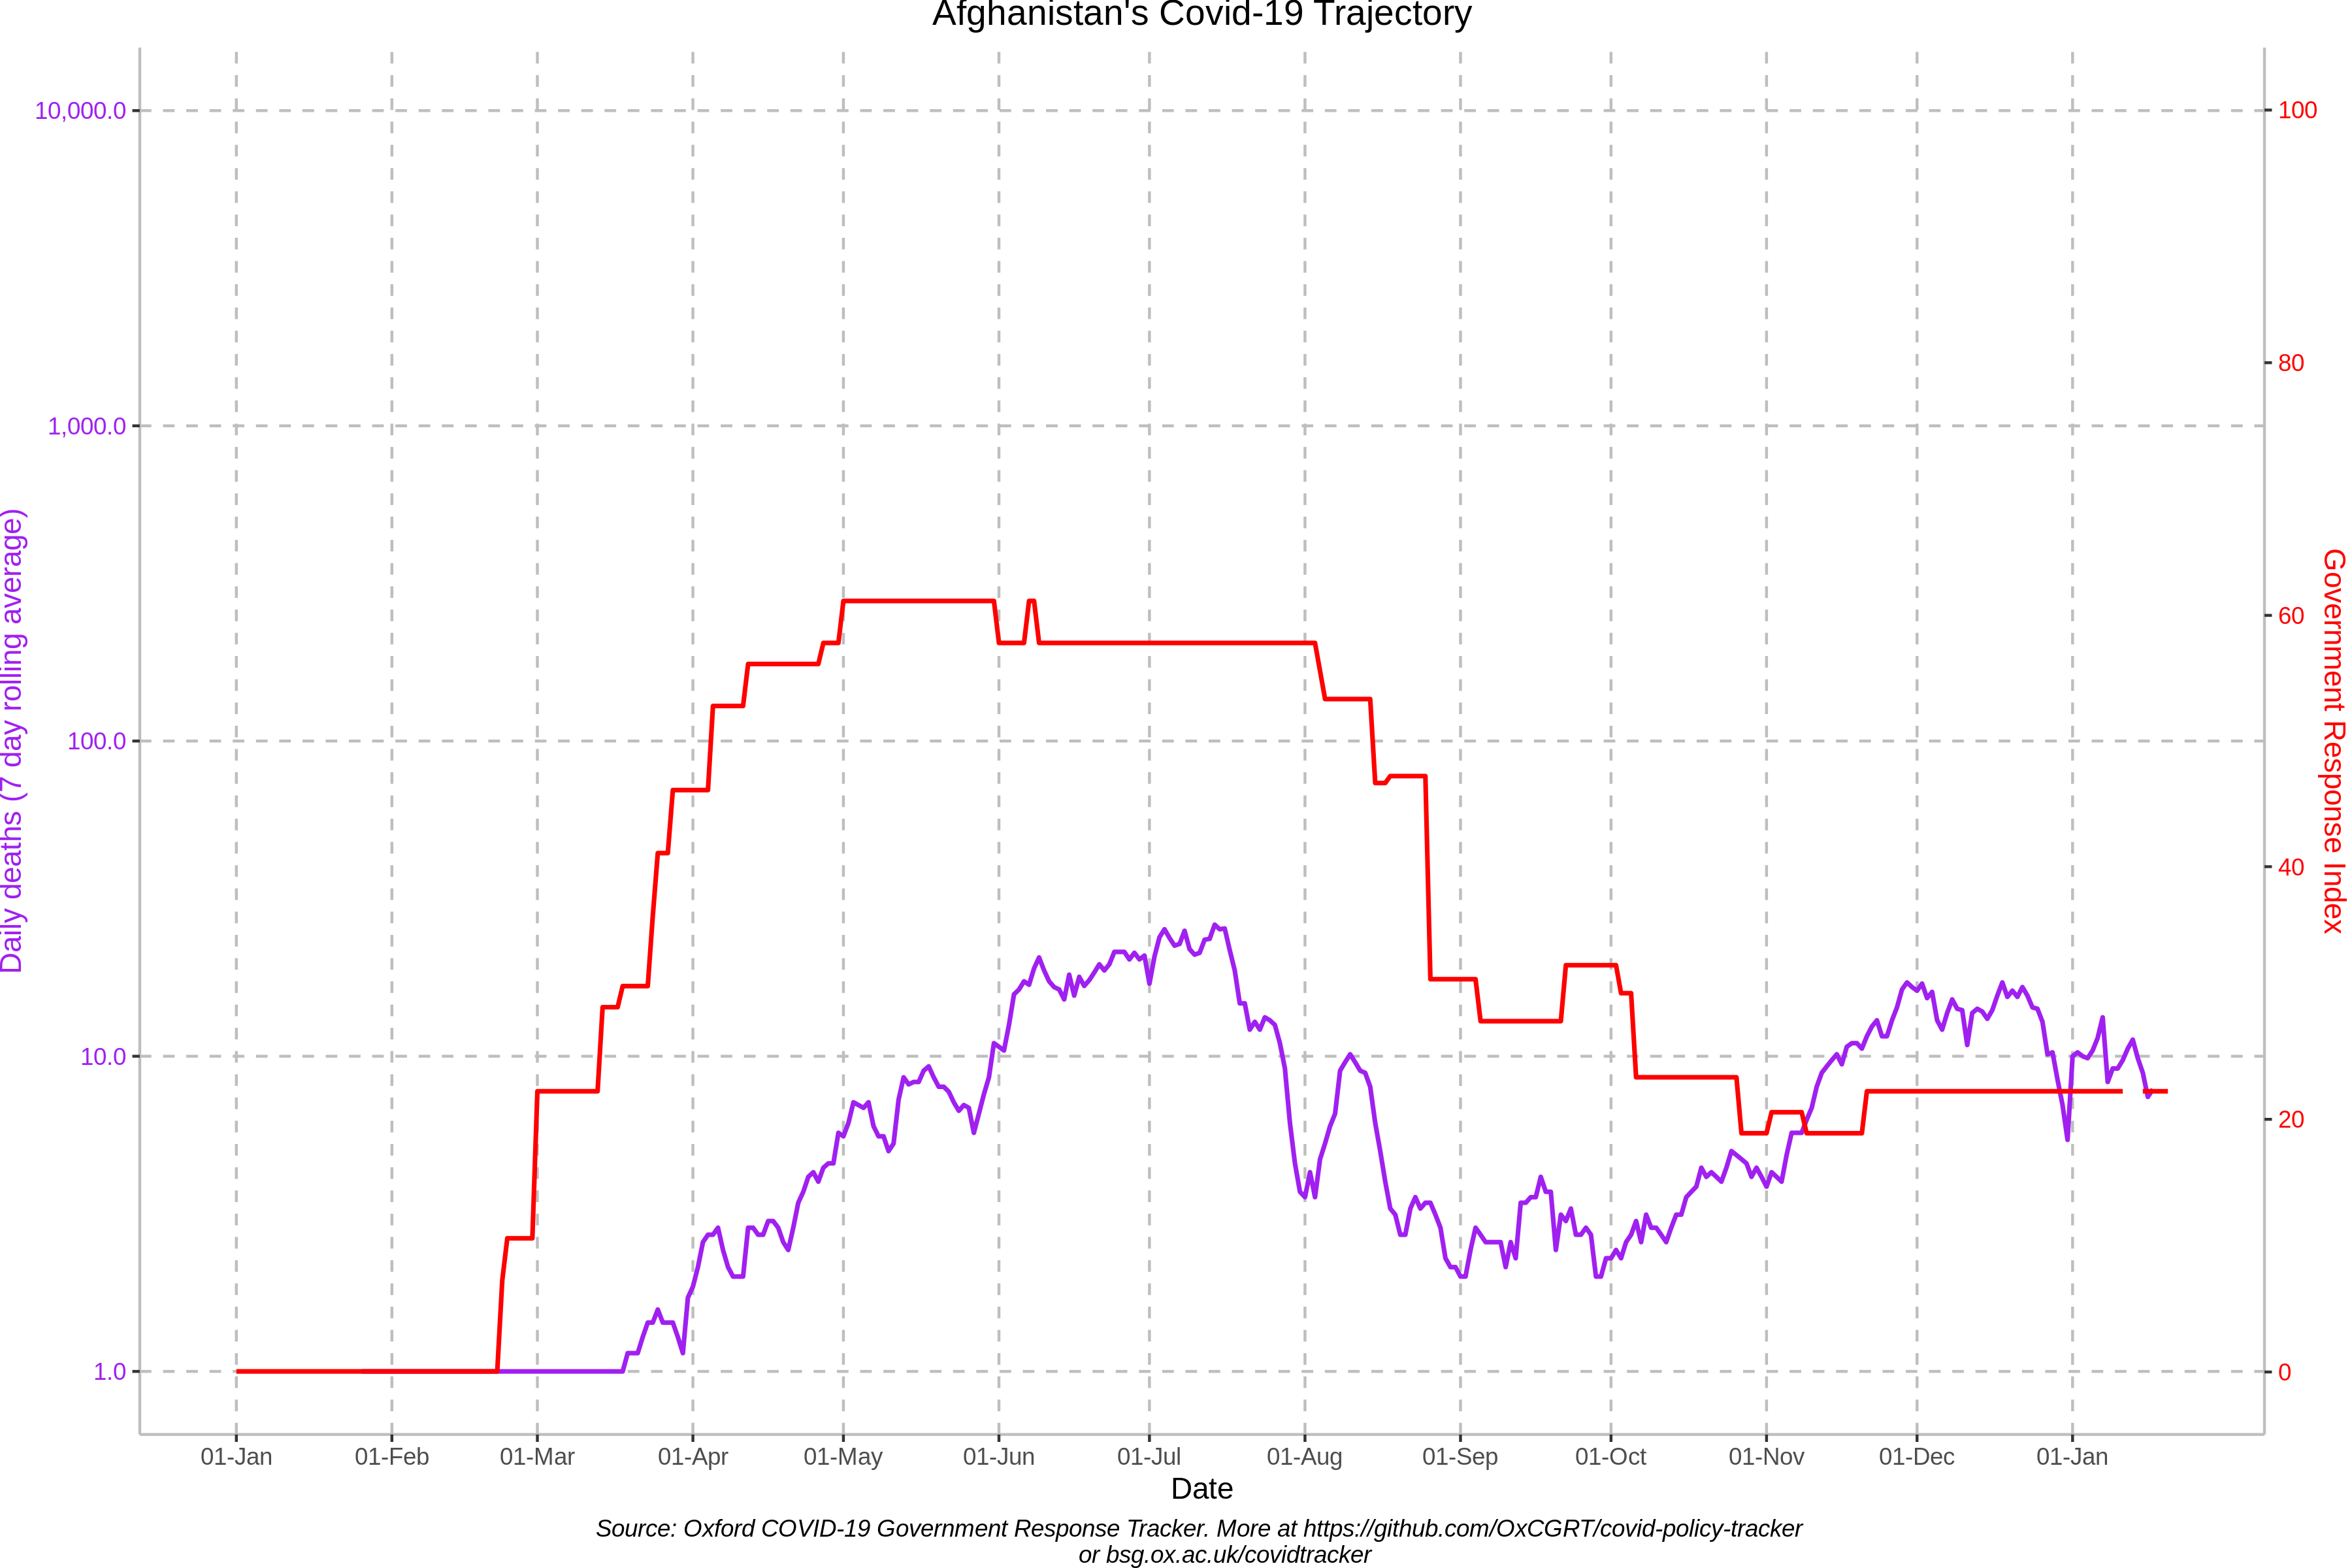 Afghanistan's Covid-19 Trajectory
10,000.0
1,000.0
100.0
10.0
1.0
Daily deaths (7 day rolling average)
100
80
60
40
20
0
Government Response Index
01-Jan 01-Feb 01-Mar 01-Apr 01-May 01-Jun 01-Jul 01-Aug 01-Sep 01-Oct 01-Nov 01-Dec 01-Jan
Date
Source: Oxford COVID-19 Government Response Tracker. More at https://github.com/OxCGRT/covid-policy-tracker
or bsg.ox.ac.uk/covidtracker